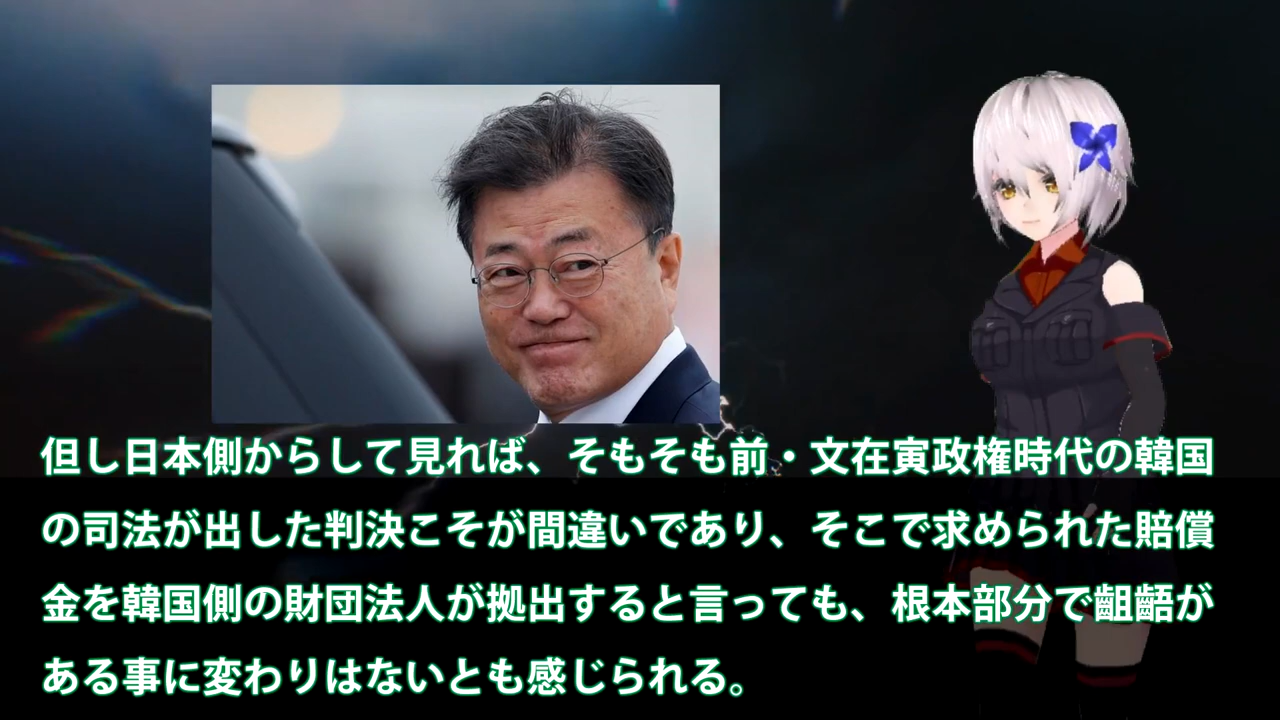 但し日本側からして見れば、そもそも前・文在寅政権時代の韓国
の司法が出した判決こそが間違いであり、そこで求められた賠償
金を韓国側の財団法人が拠出すると言っても、根本部分で齟齬が
ある事に変わりはないとも感じられる。